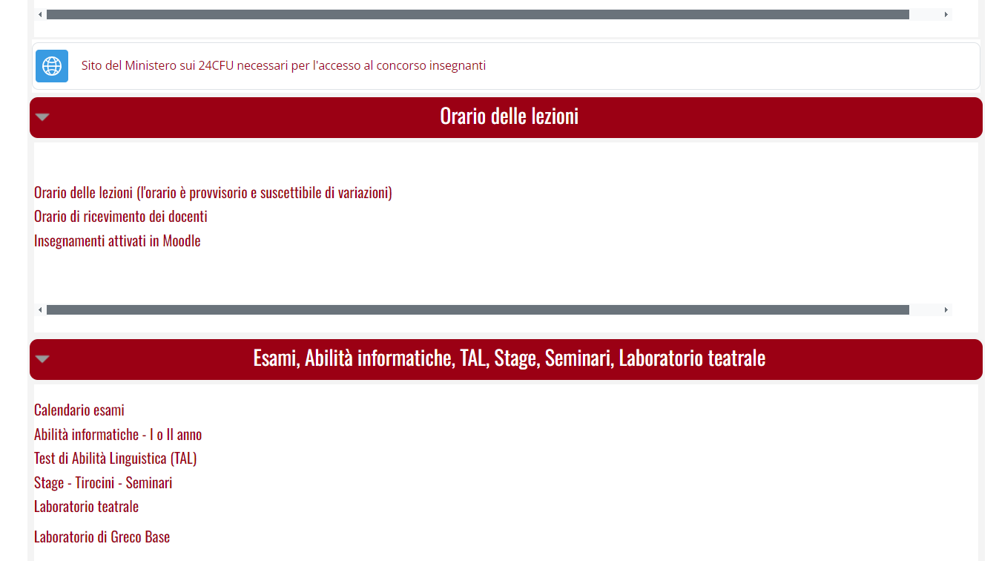 Sito del Ministero sui 24CFU necessari per l'accesso al concorso insegnanti
Orario delle lezioni
Orario delle lezioni (l'orario è provvisorio e suscettibile di variazioni)
Orario di ricevimento dei docenti
Insegnamenti attivati in Moodle
Esami, Abilità informatiche, TAL, Stage, Seminari, Laboratorio teatrale
Calendario esami
Abilità informatiche - I o II anno
Test di Abilità Linguistica (TAL)
Stage - Tirocini - Seminari
Laboratorio teatrale
Laboratorio di Greco Base